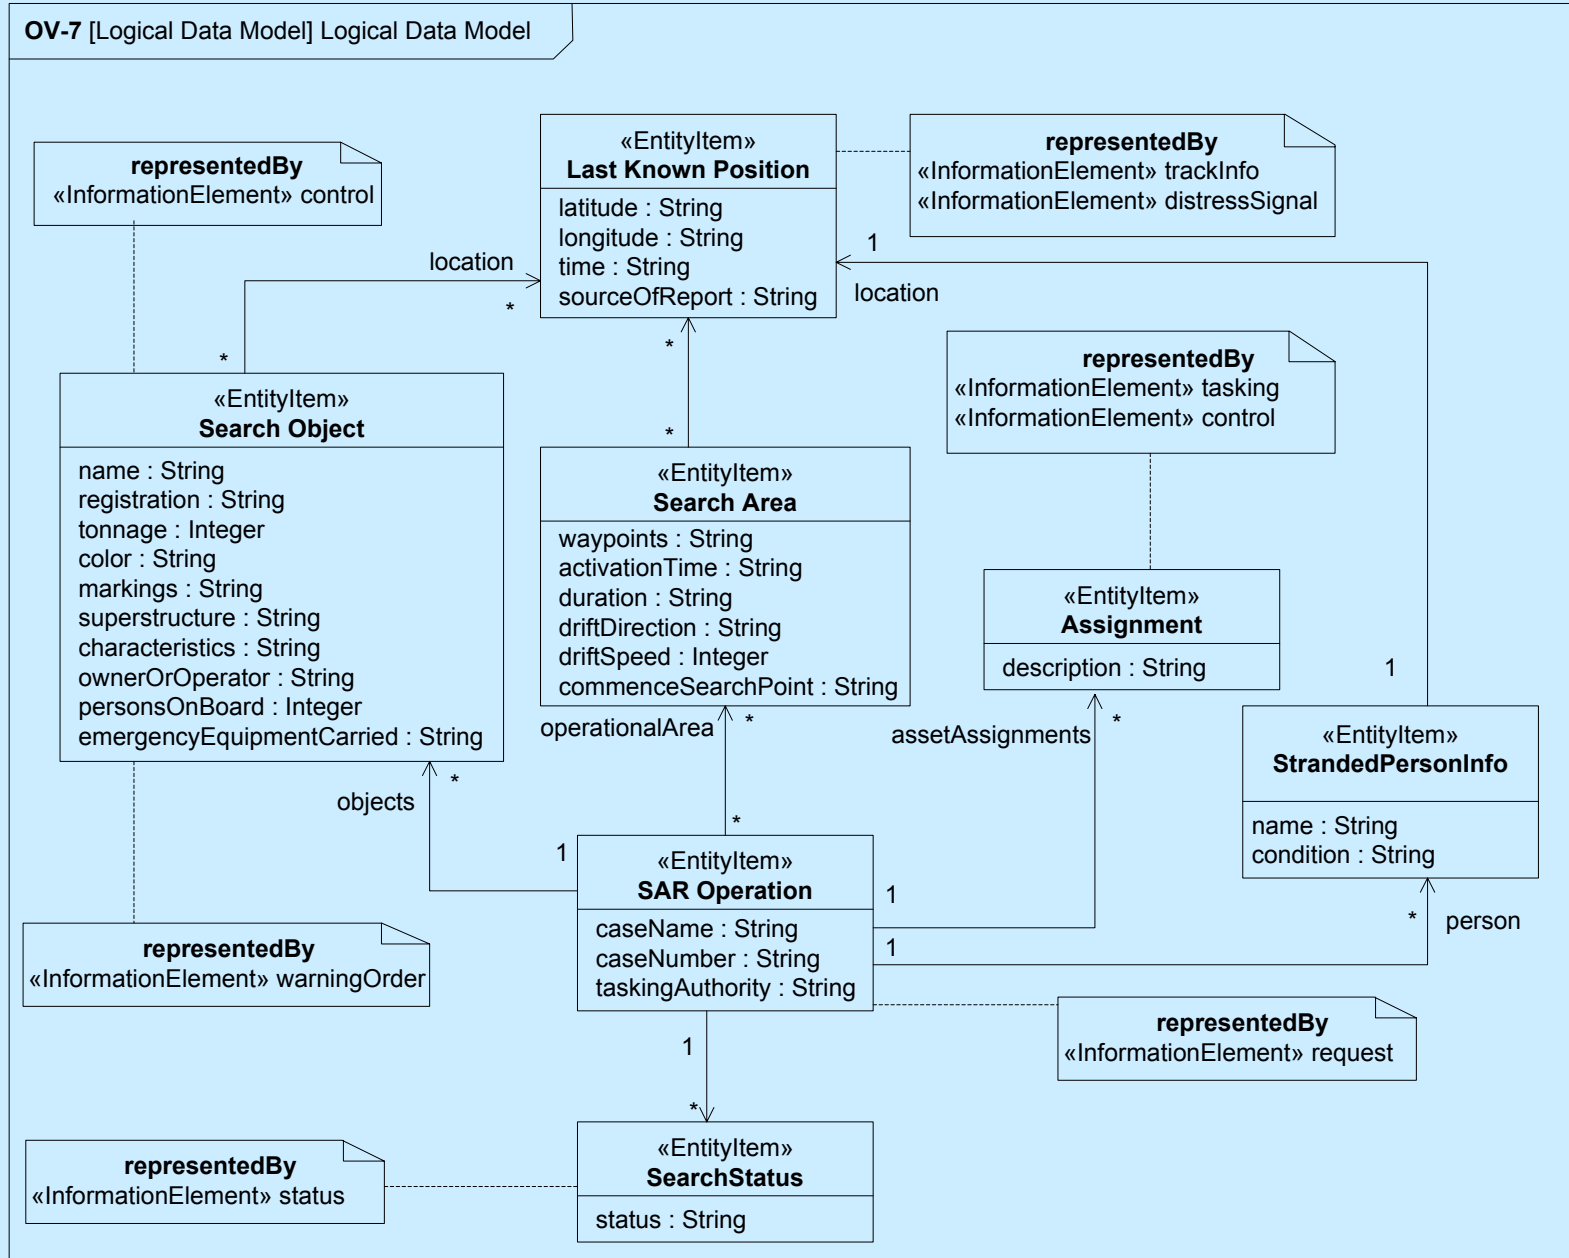 OV-7 [Logical Data Model] Logical Data Model
representedBy
«InformationElement» control
«EntityItem»
Last Known Position
latitude : String
longitude : String
time : String
sourceOfReport : String
representedBy
«InformationElement» trackInfo
«InformationElement» distressSignal
location
*
*
1
location
*
*
representedBy
«InformationElement» tasking
«InformationElement» control
«EntityItem»
Search Object
name : String
registration : String
tonnage : Integer
color : String
markings : String
superstructure : String
characteristics : String
ownerOrOperator : String
personsOnBoard : Integer
emergencyEquipmentCarried : String
«EntityItem»
Search Area
waypoints : String
activationTime : String
duration : String
driftDirection : String
driftSpeed : Integer
commenceSearchPoint : String
«EntityItem»
Assignment
description : String
1
«EntityItem»
StrandedPersonInfo
name : String
condition : String
operationalArea
*
assetAssignments
*
*
objects
*
1
«EntityItem»
SAR Operation
caseName : String
caseNumber : String
taskingAuthority : String
1
1
*
person
representedBy
«InformationElement» warningOrder
representedBy
«InformationElement» request
1
*
«EntityItem»
SearchStatus
status : String
representedBy
«InformationElement» status